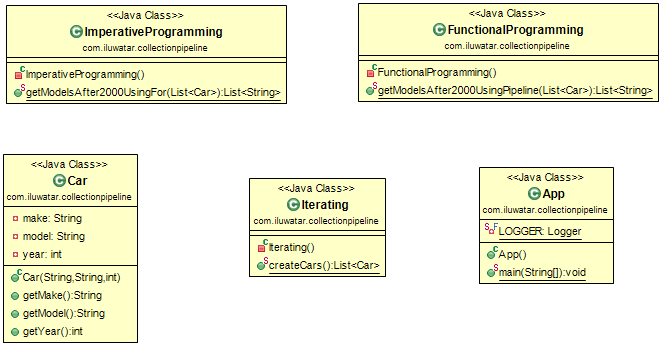 <<Java Class>>
ImperativeProgramming
com.iluwatar.collectionpipeline
ImperativeProgramming()
getModelsAfter2000UsingFor(List<Car>):List<String>
<<Java Class>>
FunctionalProgramming
com.iluwatar.collectionpipeline
FunctionalProgramming()
getModelsAfter2000UsingPipeline(List<Car>):List<String>
<<Java Class>>
Car
com.iluwatar.collectionpipeline
make: String
model: String
year: int
Car(String,String,int)
getMake():String
getModel():String
getYear():int
<<Java Class>>
Iterating
com.iluwatar.collectionpipeline
Iterating()
createCars():List<Car>
<<Java Class>>
App
com.iluwatar.collectionpipeline
LOGGER: Logger
App()
main(String[]):void